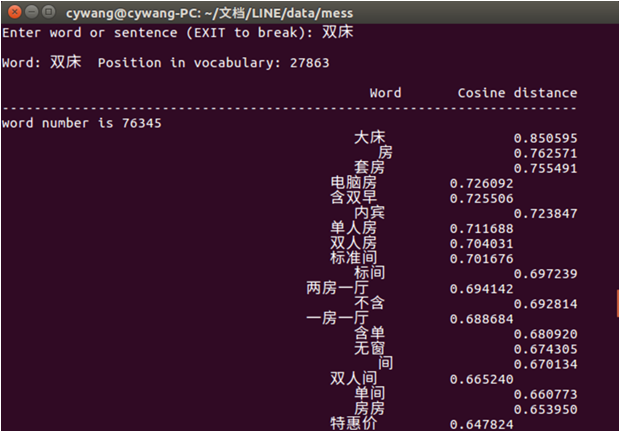 cywang@cywang-PC: ~/文档/LINE/data/mess
Enter word or sentence (EXIT to break): 双床
Word: 双床  Position in vocabulary: 27863
Word  Cosine distance
------------------------------------------------------------------------
word number is 76345
大床  0.850595
房  0.762571
套房  0.755491
电脑房  0.726092
含双早  0.725506
内宾  0.723847
单人房  0.711688
双人房  0.704031
标准间  0.701676
标间  0.697239
两房一厅  0.694142
不含  0.692814
一房一厅  0.688684
含单  0.680920
无窗  0.674305
间  0.670134
双人间  0.665240
单间  0.660773
房房  0.653950
特惠价  0.647824